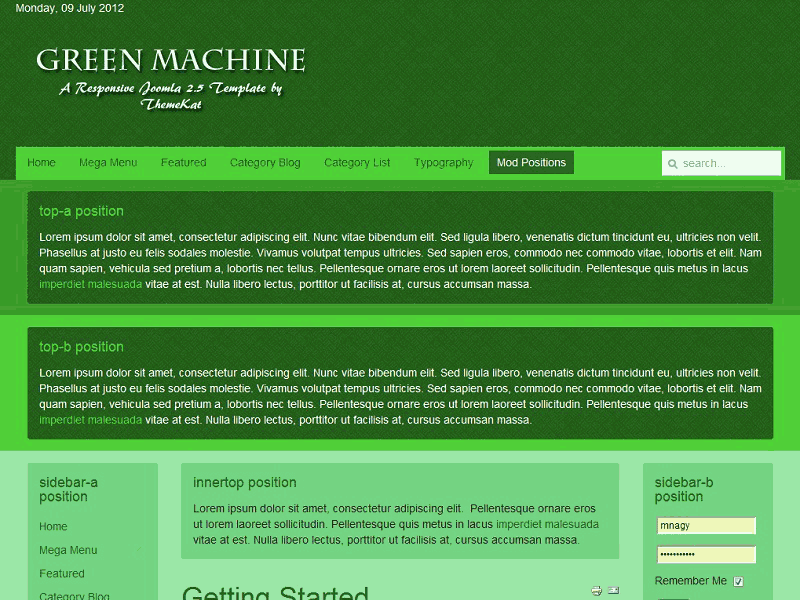 Monday, 09 July 2012
GREEN MACHINE
A Responsive Joomla 2.5 Template by
ThemeKat
Home Mega Menu Featured Category Blog Category List Typography Mod Positions search...
top-a position
Lorem ipsum dolor sit amet, consectetur adipiscing elit. Nunc vitae bibendum elit. Sed ligula libero, venenatis dictum tincidunt eu, ultricies non velit.
Phasellus at justo eu felis sodales molestie. Vivamus volutpat tempus ultricies. Sed sapien eros, commodo nec commodo vitae, lobortis et elit. Nam
quam sapien, vehicula sed pretium a, lobortis nec tellus. Pellentesque ornare eros ut lorem laoreet sollicitudin. Pellentesque quis metus in lacus
imperdiet malesuada vitae at est. Nulla libero lectus, porttitor ut facilisis at, cursus accumsan massa.
top-b position
Lorem ipsum dolor sit amet, consectetur adipiscing elit. Nunc vitae bibendum elit. Sed ligula libero, venenatis dictum tincidunt eu, ultricies non velit.
Phasellus at justo eu felis sodales molestie. Vivamus volutpat tempus ultricies. Sed sapien eros, commodo nec commodo vitae, lobortis et elit. Nam
quam sapien, vehicula sed pretium a, lobortis nec tellus. Pellentesque ornare eros ut lorem laoreet sollicitudin. Pellentesque quis metus in lacus
imperdiet malesuada vitae at est. Nulla libero lectus, porttitor ut facilisis at, cursus accumsan massa.
sidebar-a
position
Home
Mega Menu
Featured
Category Blog
innertop position
Lorem ipsum dolor sit amet, consectetur adipiscing elit. Pellentesque ornare eros
ut lorem laoreet sollicitudin. Pellentesque quis metus in lacus imperdiet malesuada
vitae at est. Nulla libero lectus, porttitor ut facilisis at, cursus accumsan massa.
Getting Started
sidebar-b
position
mnagy
•••••••••••
Remember Me